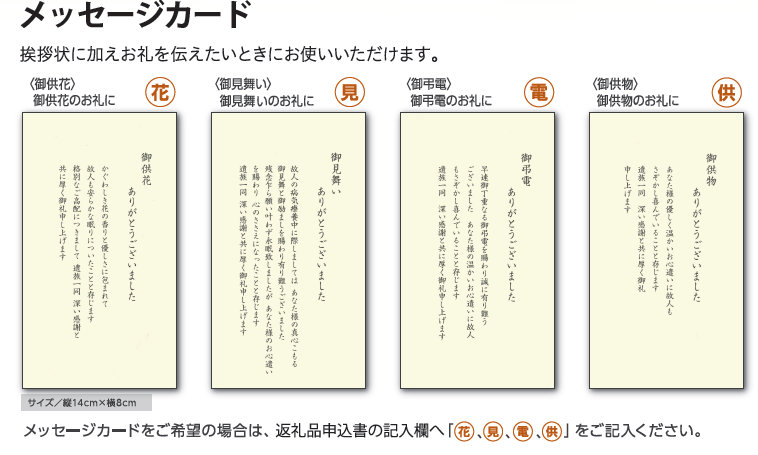 メッセージカード
挨拶状に加えお礼を伝えたいときにお使いいただけます。
〈御供花〉
御供花のお礼に
花
御供花
ありがとうございました
かぐわしき花の香りと優しさに包まれて
故人も安らかな眠りについたことと存じます
格別なご高配につきまして 遺族一同 深い感謝と
共に厚く御礼申し上げます
〈御見舞い〉
御見舞いのお礼に
見
御見舞い
ありがとうございました
故人の病気療養中に際しましては あなた様の真心こもる
御見舞と御励ましを賜わり有り難うございました
残念乍ら願い叶わず永眠致しましたが あなた様のお心遣い
を賜わり 心のささえになったことと存じます
遺族一同 深い感謝と共に厚く御礼申し上げます
〈御弔電〉
御弔電のお礼に
電
御弔電
ありがとうございました
早速御丁重なる御弔電を賜わり誠に有り難う
ございました あなた様の温かいお心遣いに故人
もさぞかし喜んでいることと存じます
遺族一同 深い感謝と共に厚く御礼申し上げます
〈御供物〉
御供物のお礼に
供
御供物
ありがとうございました
あなた様の優しく温かいお心遣いに故人も
さぞかし喜んでいることと存じます
遺族一同 深い感謝と共に厚く御礼
申し上げます
サイズ／縦14cm×横8cm
メッセージカードをご希望の場合は、返礼品申込書の記入欄へ「花、見、電、供」をご記入ください。